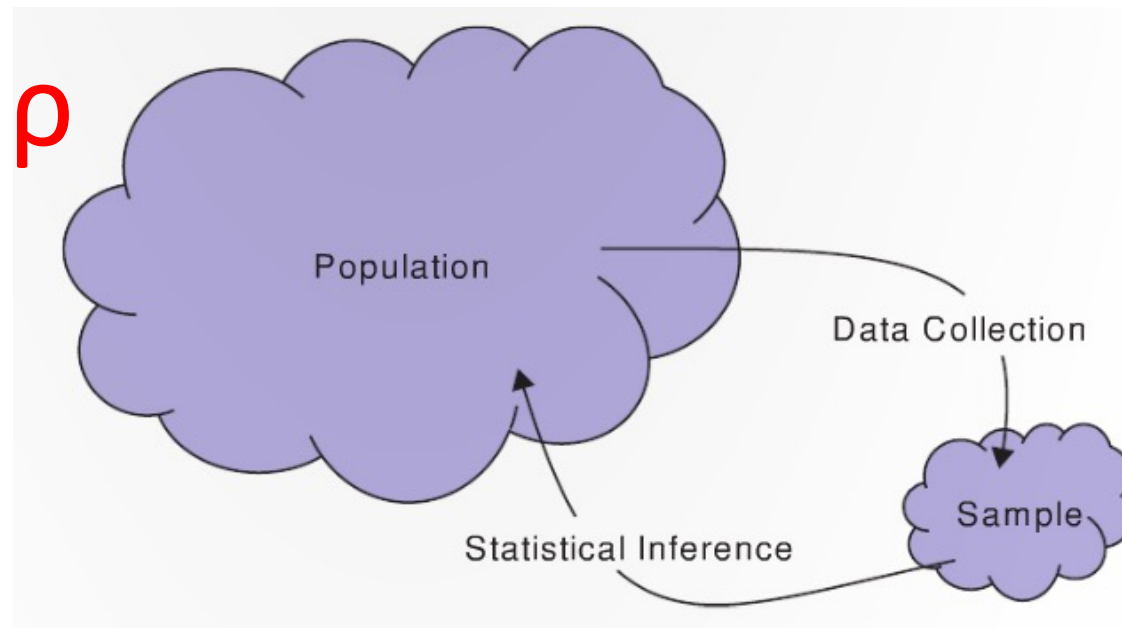 ρ
Population
Data Collection
Sample
Statistical Inference